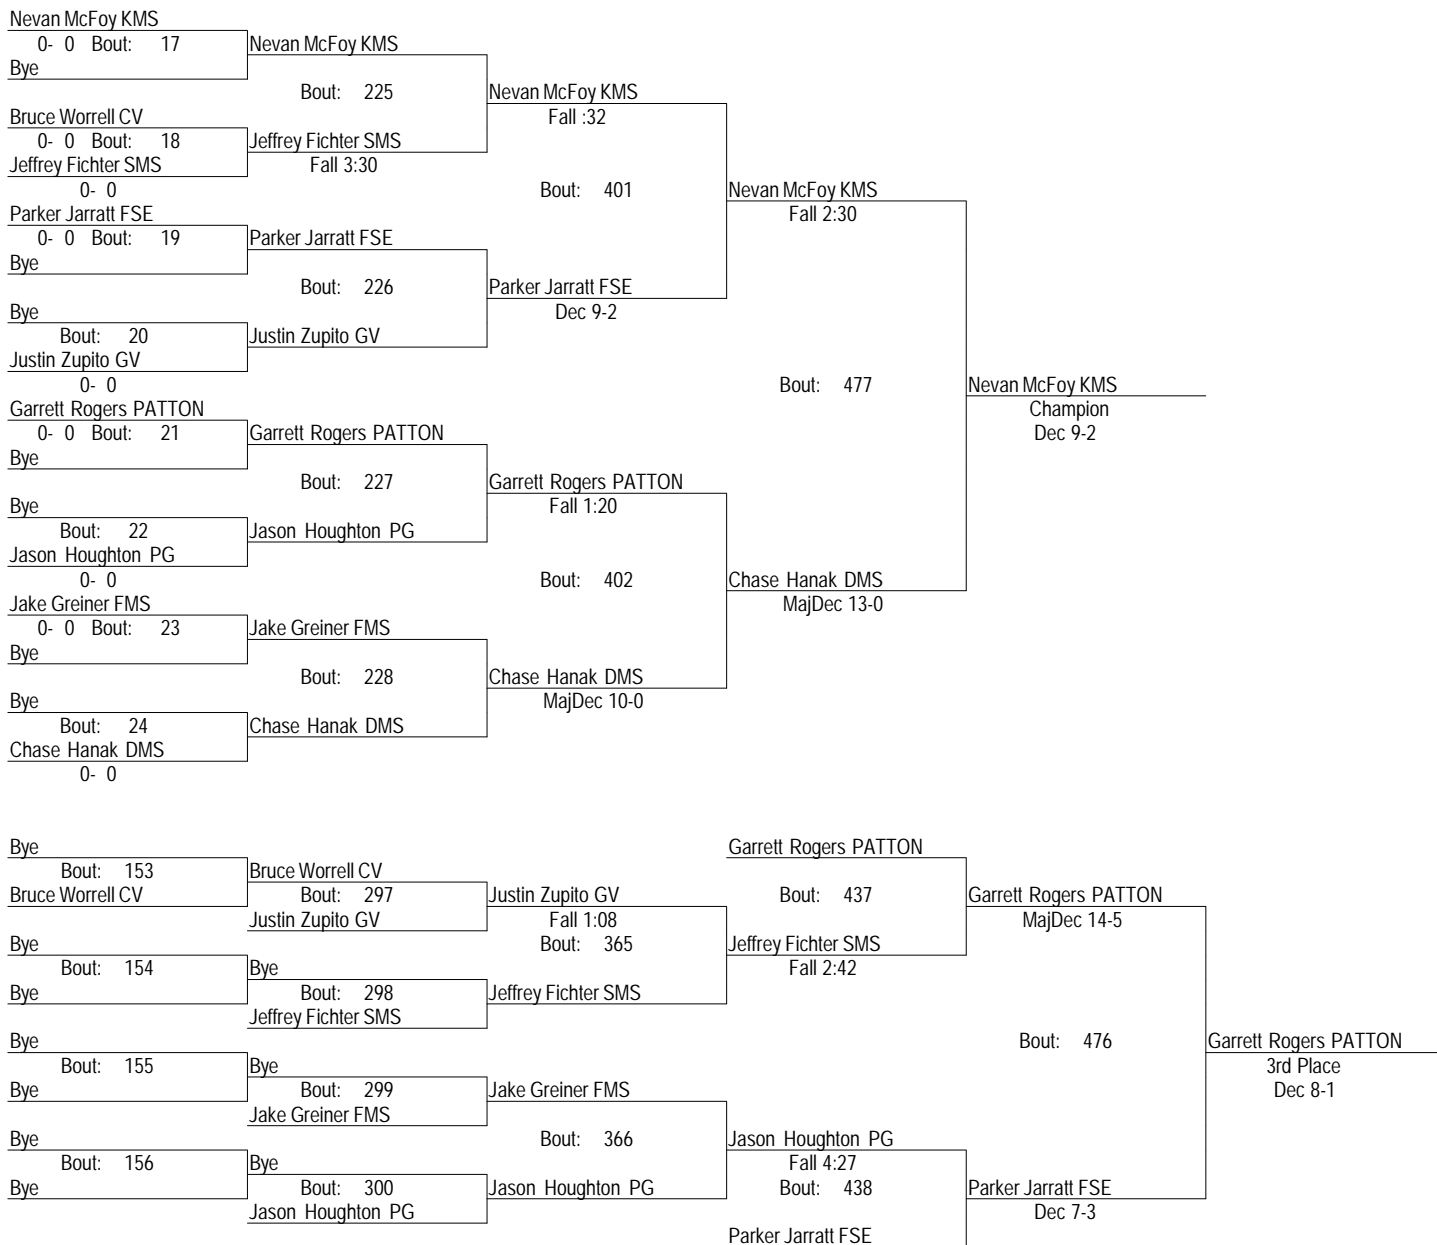 Nevan McFoy KMS
0- 0 Bout: 17 Nevan McFoy KMS
Bye
Bout: 225 Nevan McFoy KMS
Bruce Worrell CV Fall :32
0- 0 Bout: 18 Jeffrey Fichter SMS
Jeffrey Fichter SMS Fall 3:30
0- 0 Bout: 401 Nevan McFoy KMS
Parker Jarratt FSE Fall 2:30
0- 0 Bout: 19 Parker Jarratt FSE
Bye
Bout: 226 Parker Jarratt FSE
Bye Dec 9-2
Bout: 20 Justin Zupito GV
Justin Zupito GV
0- 0 Bout: 477 Nevan McFoy KMS
Garrett Rogers PATTON Champion
0- 0 Bout: 21 Garrett Rogers PATTON Dec 9-2
Bye
Bout: 227 Garrett Rogers PATTON
Bye Fall 1:20
Bout: 22 Jason Houghton PG
Jason Houghton PG
0- 0 Bout: 402 Chase Hanak DMS
Jake Greiner FMS MajDec 13-0
0- 0 Bout: 23 Jake Greiner FMS
Bye
Bout: 228 Chase Hanak DMS
Bye MajDec 10-0
Bout: 24 Chase Hanak DMS
Chase Hanak DMS
0- 0
Bye Garrett Rogers PATTON
Bout: 153 Bruce Worrell CV
Bruce Worrell CV Bout: 297 Justin Zupito GV Bout: 437 Garrett Rogers PATTON
Justin Zupito GV Fall 1:08 MajDec 14-5
Bye Bout: 365 Jeffrey Fichter SMS
Bout: 154 Bye Fall 2:42
Bye Bout: 298 Jeffrey Fichter SMS
Jeffrey Fichter SMS
Bye Bout: 476 Garrett Rogers PATTON
Bout: 155 Bye 3rd Place
Bye Bout: 299 Jake Greiner FMS Dec 8-1
Jake Greiner FMS
Bye Bout: 366 Jason Houghton PG
Bout: 156 Bye Fall 4:27
Bye Bout: 300 Jason Houghton PG Bout: 438 Parker Jarratt FSE
Jason Houghton PG Dec 7-3
Parker Jarratt FSE